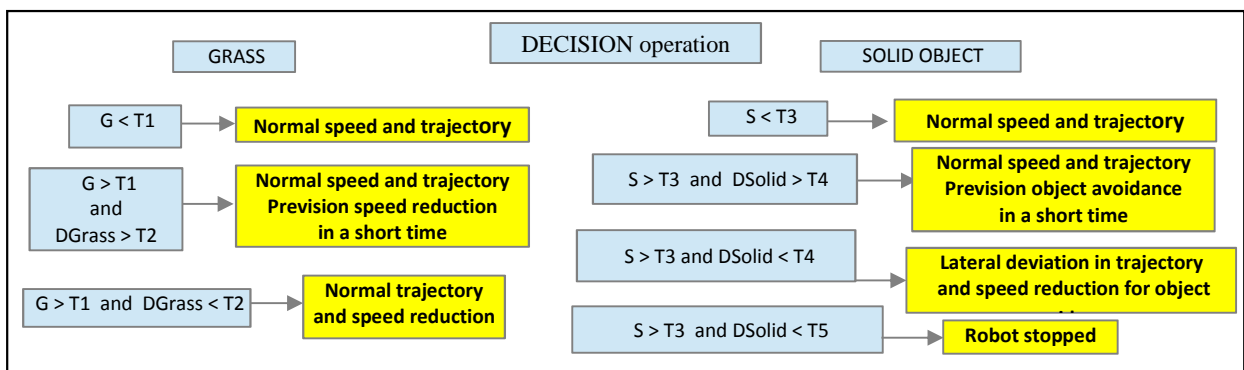 DECISION operation
GRASS
G < T1
Normal speed and trajectory
G > T1
and
DGrass > T2
Normal speed and trajectory
Prevision speed reduction
in a short time
G > T1 and DGrass < T2
Normal trajectory
and speed reduction
SOLID OBJECT
S < T3
Normal speed and trajectory
S > T3 and DSolid > T4
Normal speed and trajectory
Prevision object avoidance
in a short time
S > T3 and DSolid < T4
Lateral deviation in trajectory
and speed reduction for object
S > T3 and DSolid < T5
Robot stopped